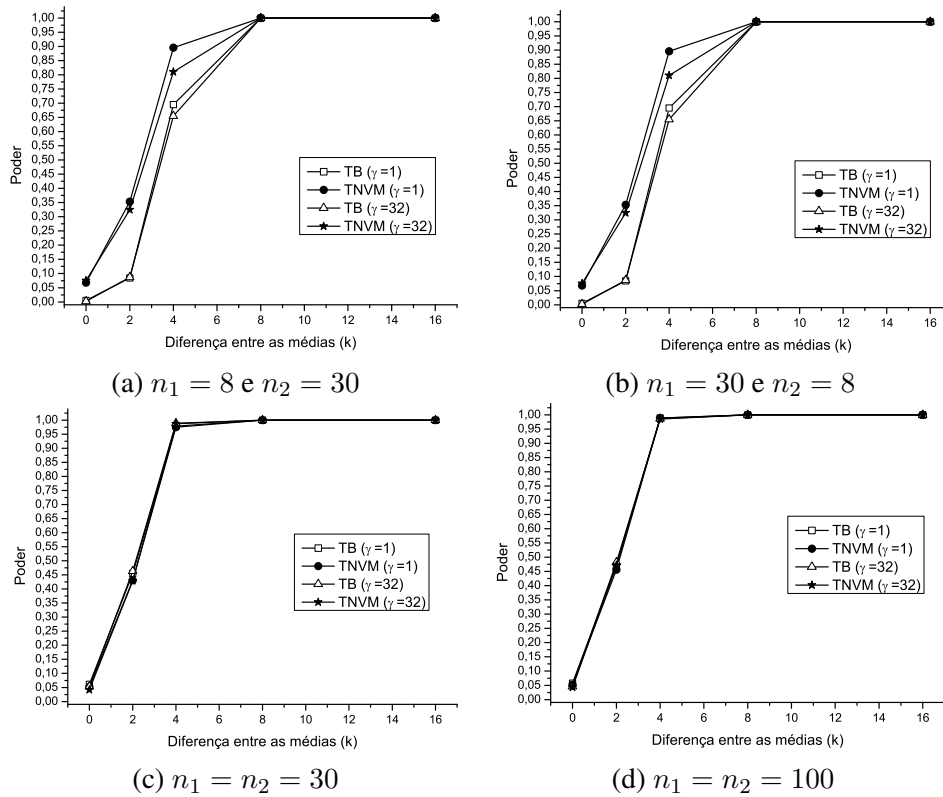 1,00
0,95
0,90
0,85
0,80
0,75
0,70
0,65
0,60
0,55
0,50
0,45
0,40
0,35
0,30
0,25
0,20
0,15
0,10
0,05
0,00
Poder
TB (γ=1)
TNVM (γ=1)
TB (γ=32)
TNVM (γ=32)
0 2 4 6 8 10 12 14 16
Diferença entre as médias (k)
(a) n₁ = 8 e n₂ = 30
1,00
0,95
0,90
0,85
0,80
0,75
0,70
0,65
0,60
0,55
0,50
0,45
0,40
0,35
0,30
0,25
0,20
0,15
0,10
0,05
0,00
Poder
TB (γ=1)
TNVM (γ=1)
TB (γ=32)
TNVM (γ=32)
0 2 4 6 8 10 12 14 16
Diferença entre as médias (k)
(b) n₁ = 30 e n₂ = 8
1,00
0,95
0,90
0,85
0,80
0,75
0,70
0,65
0,60
0,55
0,50
0,45
0,40
0,35
0,30
0,25
0,20
0,15
0,10
0,05
0,00
Poder
TB (γ=1)
TNVM (γ=1)
TB (γ=32)
TNVM (γ=32)
0 2 4 6 8 10 12 14 16
Diferença entre as médias (k)
(c) n₁ = n₂ = 30
1,00
0,95
0,90
0,85
0,80
0,75
0,70
0,65
0,60
0,55
0,50
0,45
0,40
0,35
0,30
0,25
0,20
0,15
0,10
0,05
0,00
Poder
TB (γ=1)
TNVM (γ=1)
TB (γ=32)
TNVM (γ=32)
0 2 4 6 8 10 12 14 16
Diferença entre as médias (k)
(d) n₁ = n₂ = 100